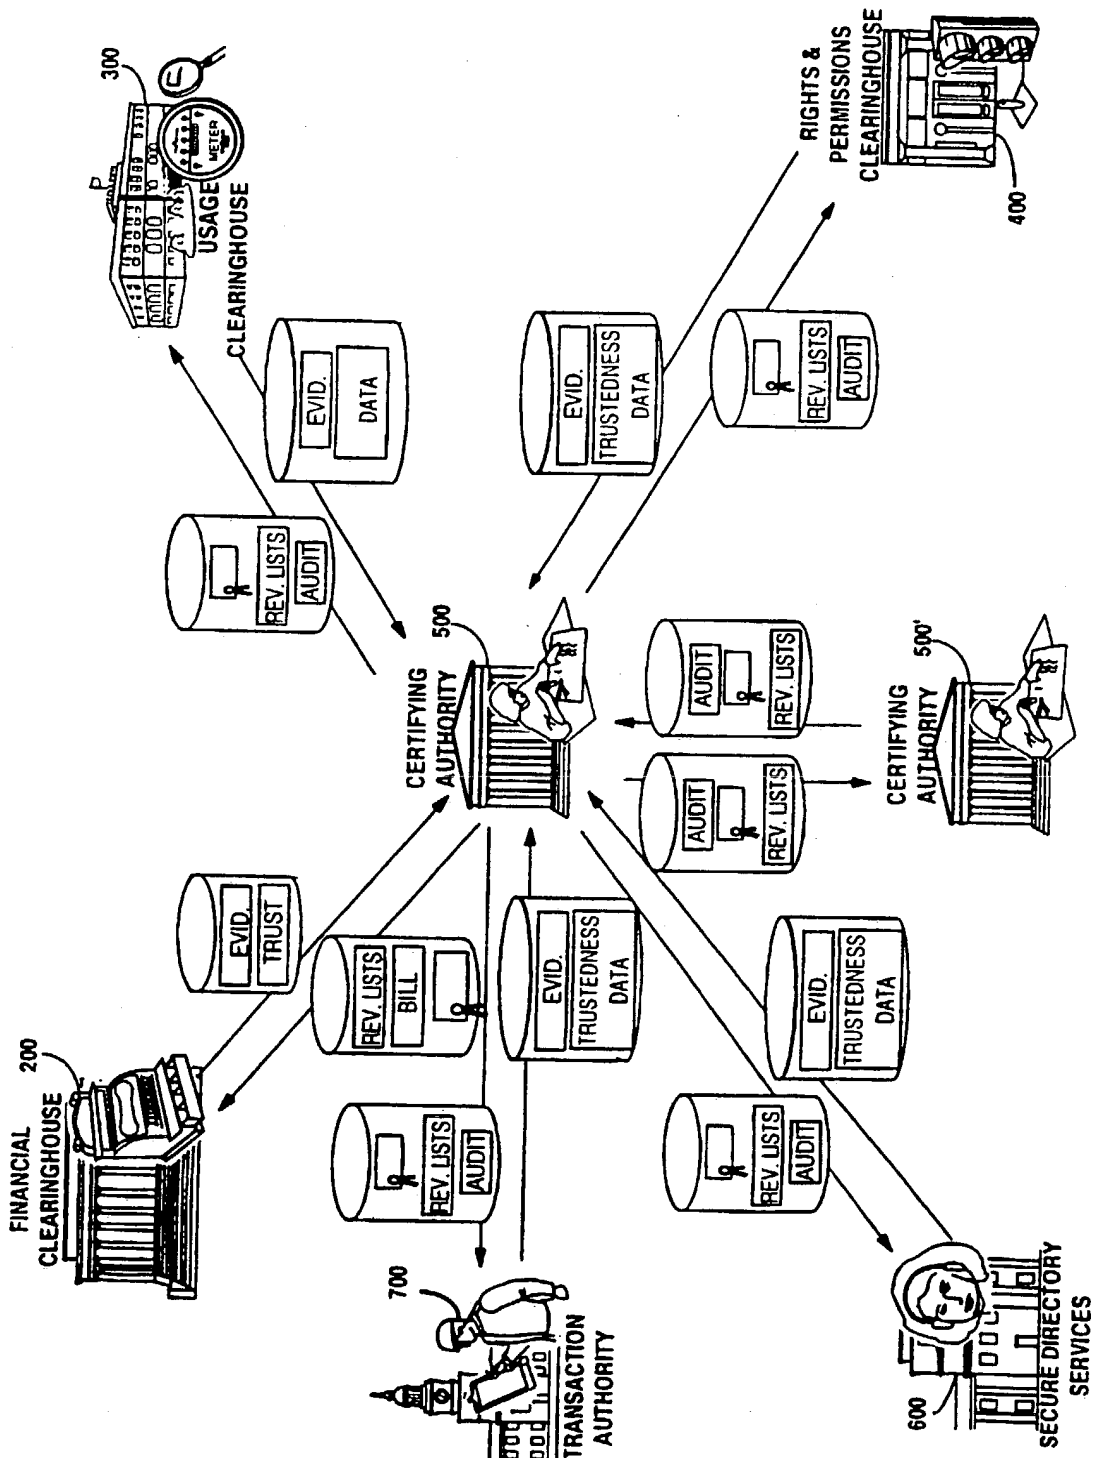 FINANCIAL
CLEARINGHOUSE
200
300
METER
USAGE
CLEARINGHOUSE
EVID.
TRUST
REV. LISTS
AUDIT
EVID.
DATA
REV. LISTS
BILL
TRANSACTION
AUTHORITY
700
REV. LISTS
AUDIT
EVID.
TRUSTEDNESS
DATA
CERTIFYING
AUTHORITY
500
EVID.
TRUSTEDNESS
DATA
RIGHTS &
PERMISSIONS
CLEARINGHOUSE
400
REV. LISTS
AUDIT
AUDIT
REV. LISTS
AUDIT
REV. LISTS
REV. LISTS
AUDIT
EVID.
TRUSTEDNESS
DATA
600
SECURE DIRECTORY
SERVICES
CERTIFYING
AUTHORITY
500'